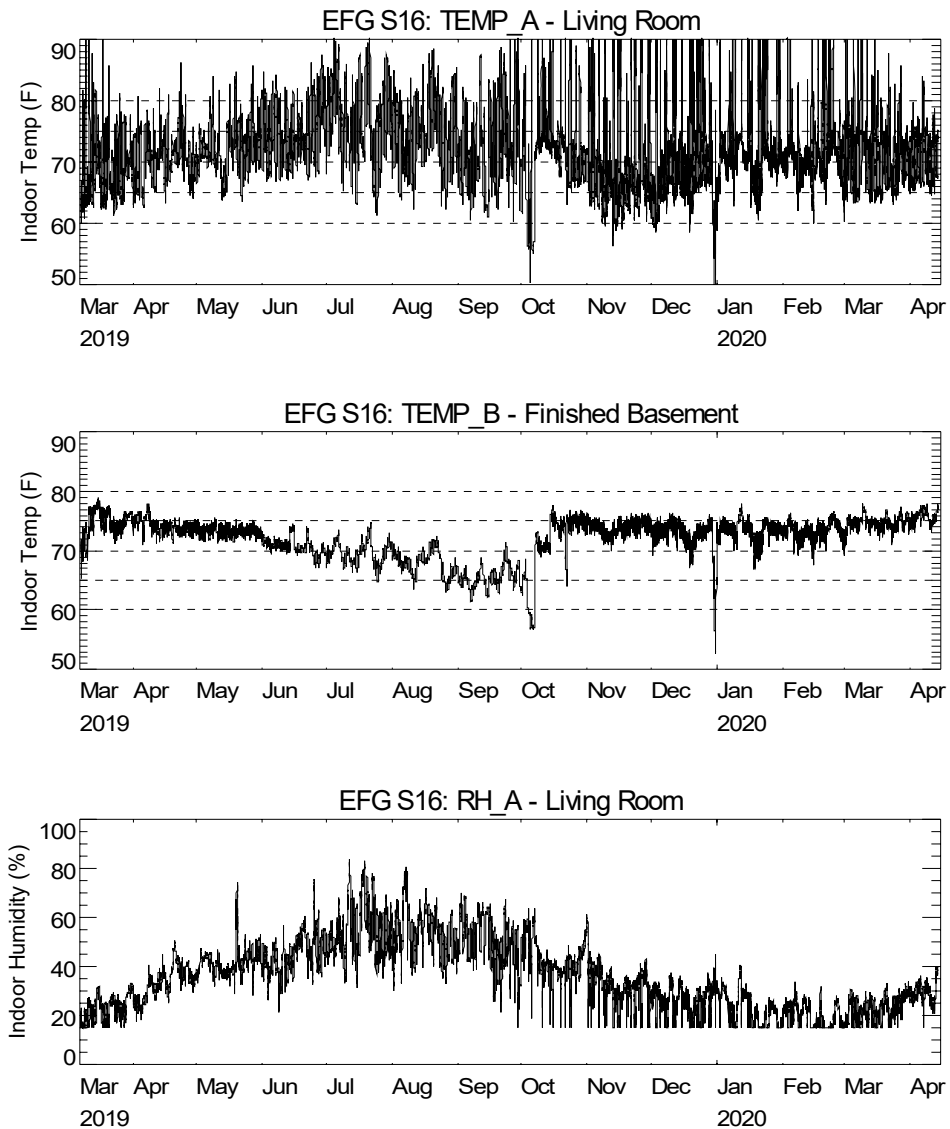 EFG S16: TEMP_A - Living Room
90
80
70
60
50
Indoor Temp (F)
Mar Apr May Jun Jul Aug Sep Oct Nov Dec Jan Feb Mar Apr
2019 2020
EFG S16: TEMP_B - Finished Basement
90
80
70
60
50
Indoor Temp (F)
Mar Apr May Jun Jul Aug Sep Oct Nov Dec Jan Feb Mar Apr
2019 2020
EFG S16: RH_A - Living Room
100
80
60
40
20
0
Indoor Humidity (%)
Mar Apr May Jun Jul Aug Sep Oct Nov Dec Jan Feb Mar Apr
2019 2020